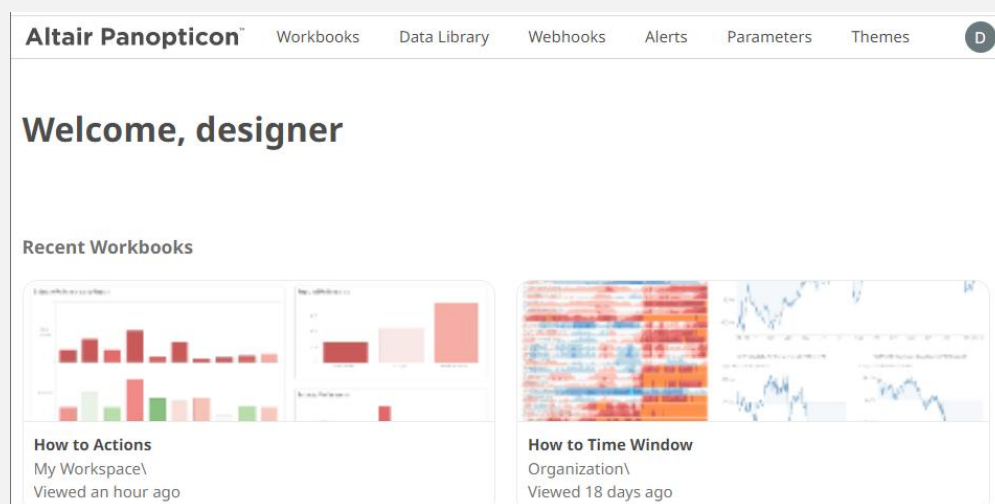 Altair Panopticon™ Workbooks Data Library Webhooks Alerts Parameters Themes D
Welcome, designer
Recent Workbooks
How to Actions
My Workspace\
Viewed an hour ago
How to Time Window
Organization\
Viewed 18 days ago